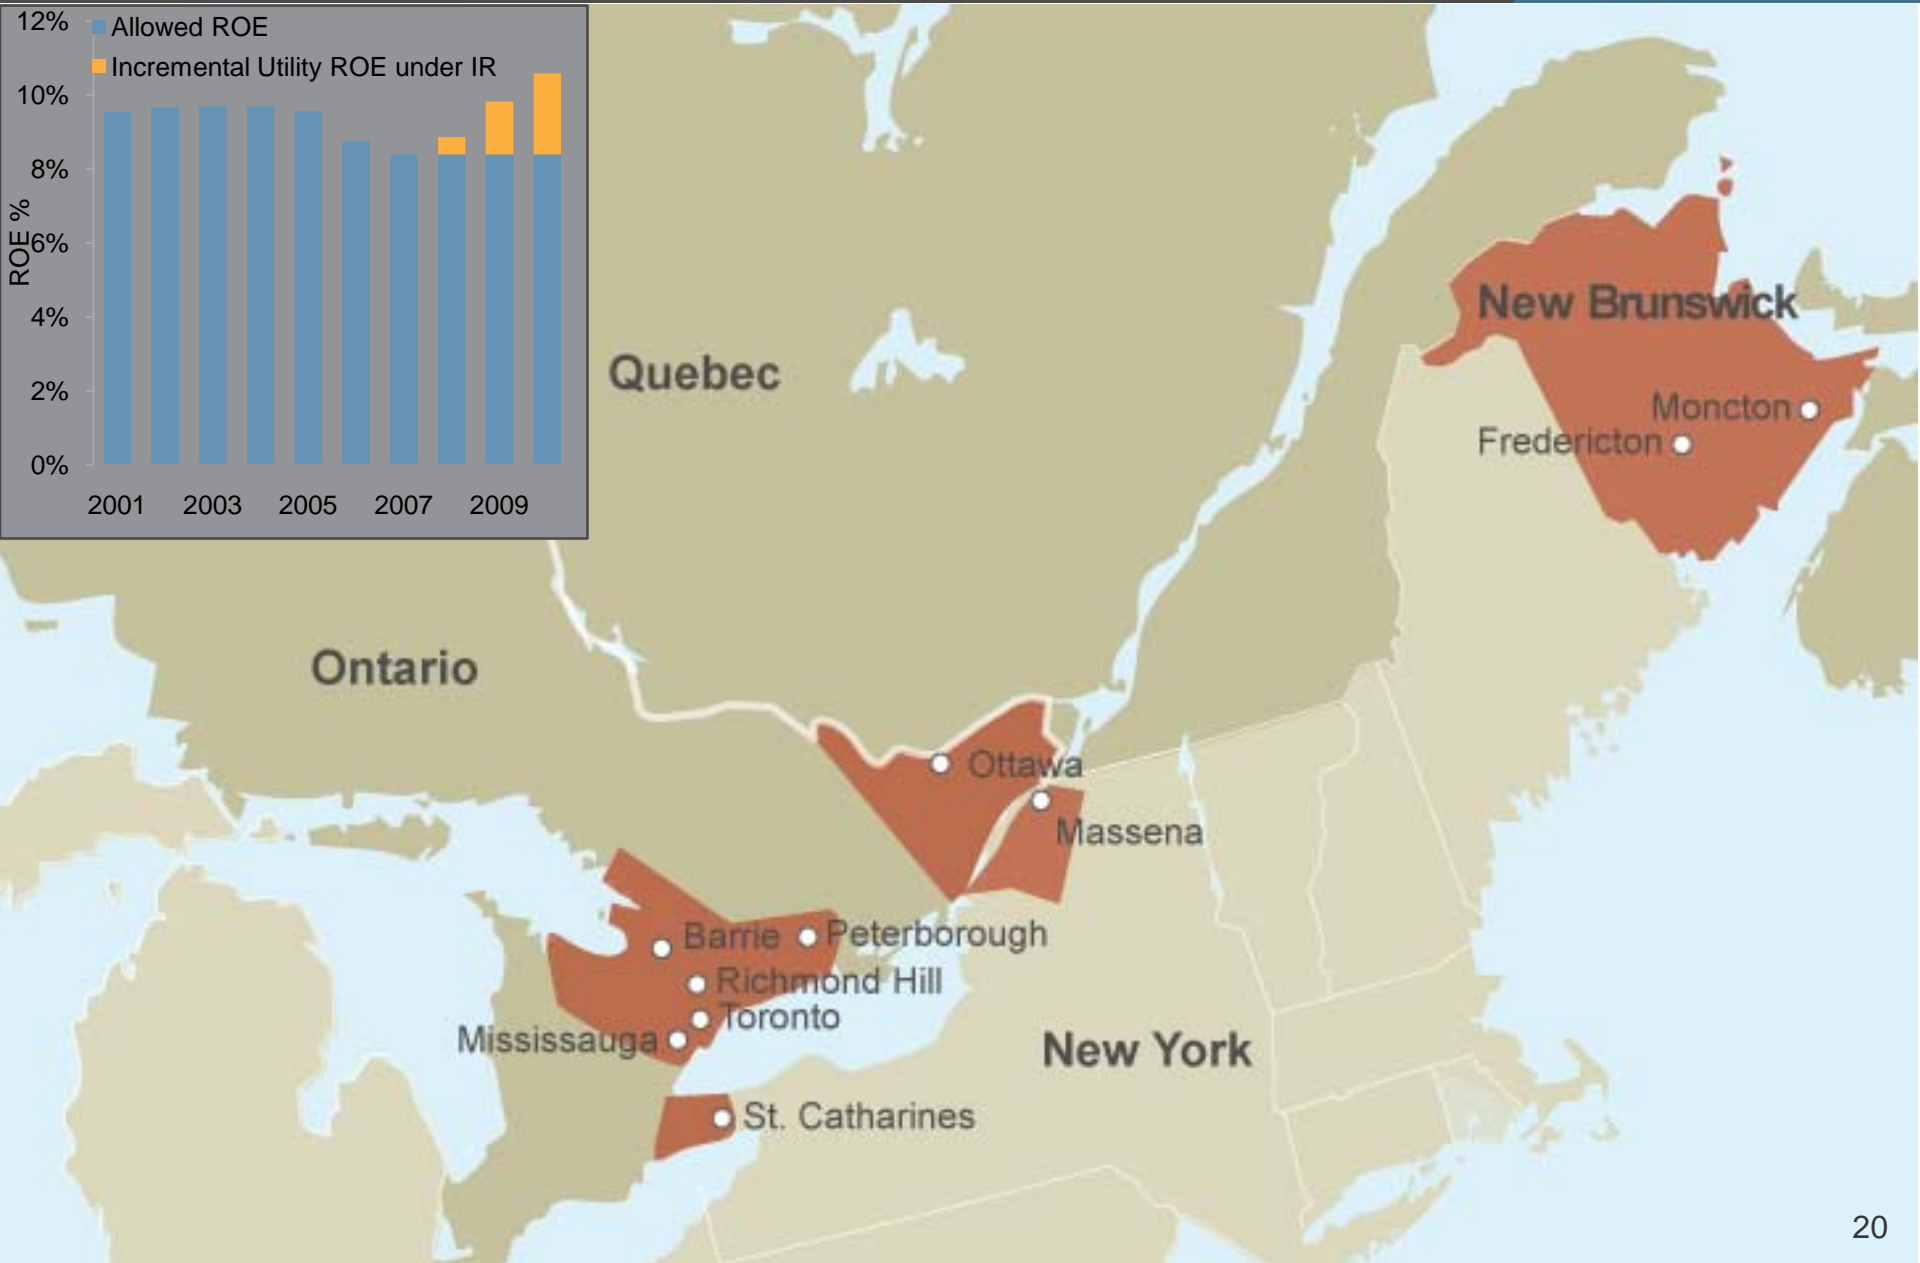 12%
Allowed ROE
Incremental Utility ROE under IR
10%
8%
6%
4%
2%
0%
ROE %
2001 2003 2005 2007 2009
Quebec
New Brunswick
Moncton
Fredericton
Ontario
Ottawa
Massena
Barrie
Peterborough
Richmond Hill
Toronto
Mississauga
New York
St. Catharines
20